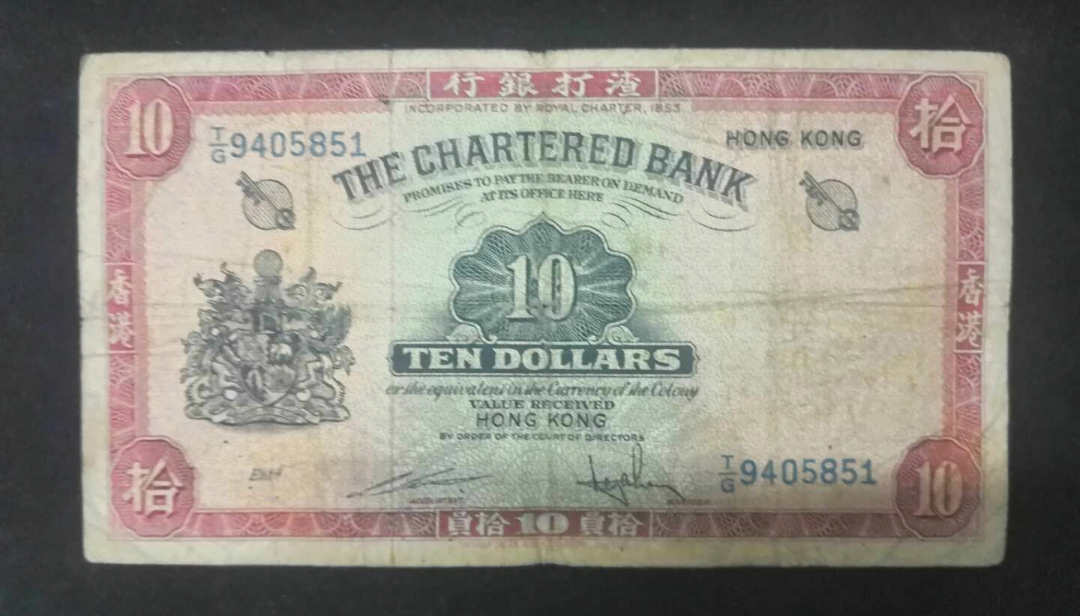 行銀打渣
INCORPORATED BY ROYAL CHARTER, 1853.
10
拾
T/G 9405851
HONG KONG
THE CHARTERED BANK
PROMISES TO PAY THE BEARER ON DEMAND
AT ITS OFFICE HERE
10
香港
香港
TEN DOLLARS
or the equivalent in the Currency of the Colony
VALUE RECEIVED
HONG KONG
BY ORDER OF THE COURT OF DIRECTORS
T/G 9405851
拾
Entd
ACCOUNTANT
MANAGER
10
員拾 10 員拾